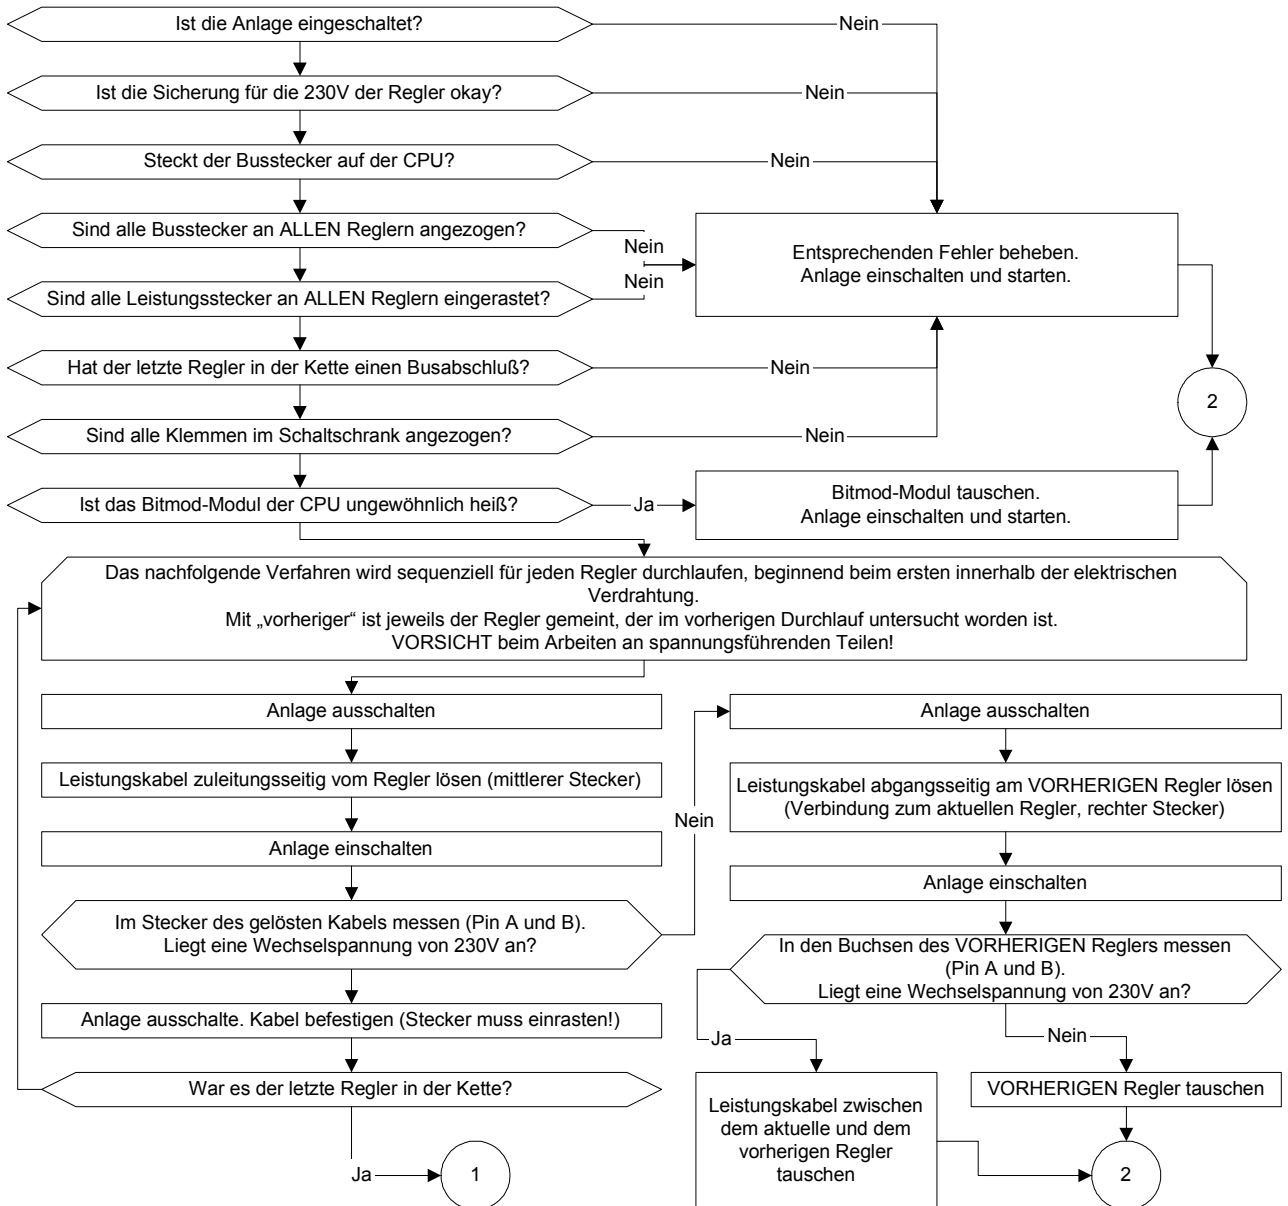 Ist die Anlage eingeschaltet?
Nein
Ist die Sicherung für die 230V der Regler okay?
Nein
Steckt der Busstecker auf der CPU?
Nein
Sind alle Busstecker an ALLEN Reglern angezogen?
Nein
Entsprechenden Fehler beheben.
Anlage einschalten und starten.
Nein
Sind alle Leistungsstecker an ALLEN Reglern eingerastet?
Hat der letzte Regler in der Kette einen Busabschluß?
Nein
2
Sind alle Klemmen im Schaltschrank angezogen?
Nein
Ist das Bitmod-Modul der CPU ungewöhnlich heiß?
Ja
Bitmod-Modul tauschen.
Anlage einschalten und starten.
Das nachfolgende Verfahren wird sequenziell für jeden Regler durchlaufen, beginnend beim ersten innerhalb der elektrischen
Verdrahtung.
Mit „vorheriger“ ist jeweils der Regler gemeint, der im vorherigen Durchlauf untersucht worden ist.
VORSICHT beim Arbeiten an spannungsführenden Teilen!
Anlage ausschalten
Leistungskabel zuleitungsseitig vom Regler lösen (mittlerer Stecker)
Anlage einschalten
Im Stecker des gelösten Kabels messen (Pin A und B).
Liegt eine Wechselspannung von 230V an?
Nein
Anlage ausschalte. Kabel befestigen (Stecker muss einrasten!)
War es der letzte Regler in der Kette?
Ja
1
Anlage ausschalten
Leistungskabel abgangsseitig am VORHERIGEN Regler lösen
(Verbindung zum aktuellen Regler, rechter Stecker)
Anlage einschalten
In den Buchsen des VORHERIGEN Reglers messen
(Pin A und B).
Liegt eine Wechselspannung von 230V an?
Ja
Nein
Leistungskabel zwischen
dem aktuelle und dem
vorherigen Regler
tauschen
VORHERIGEN Regler tauschen
2